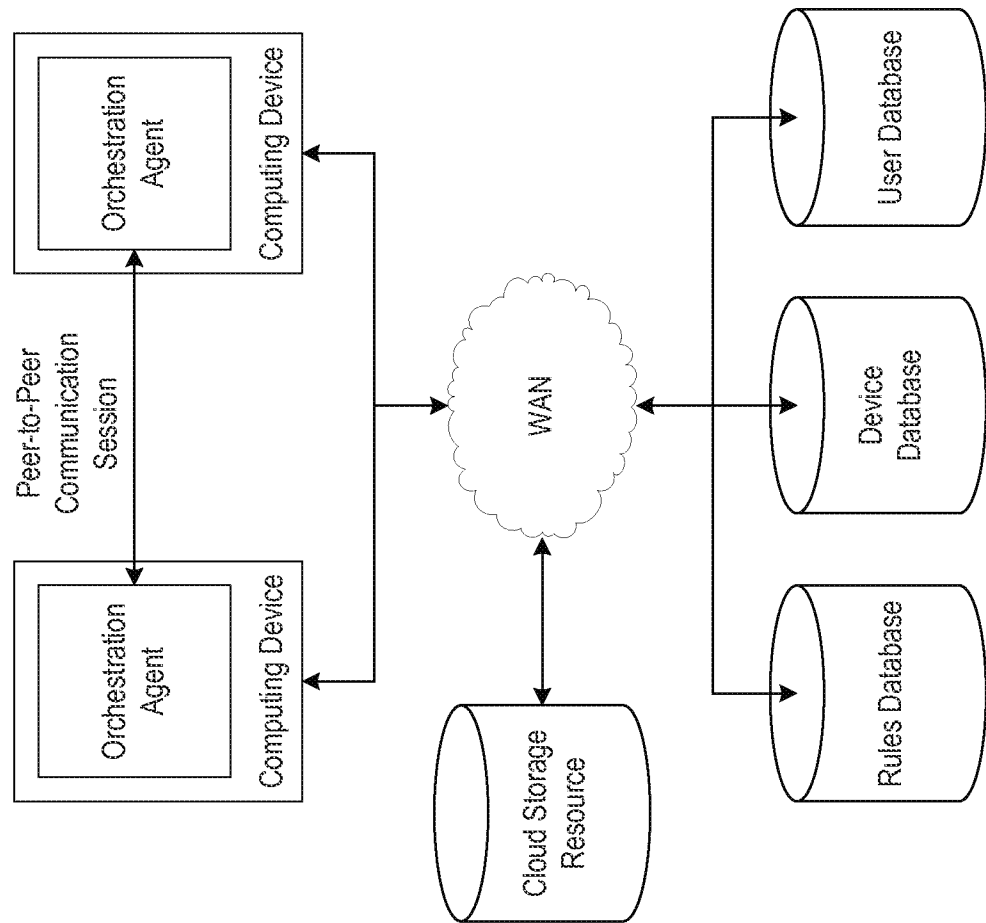 Orchestration
Agent
Computing Device
Peer-to-Peer
Communication
Session
Orchestration
Agent
Computing Device
Cloud Storage
Resource
WAN
Rules Database
Device
Database
User Database